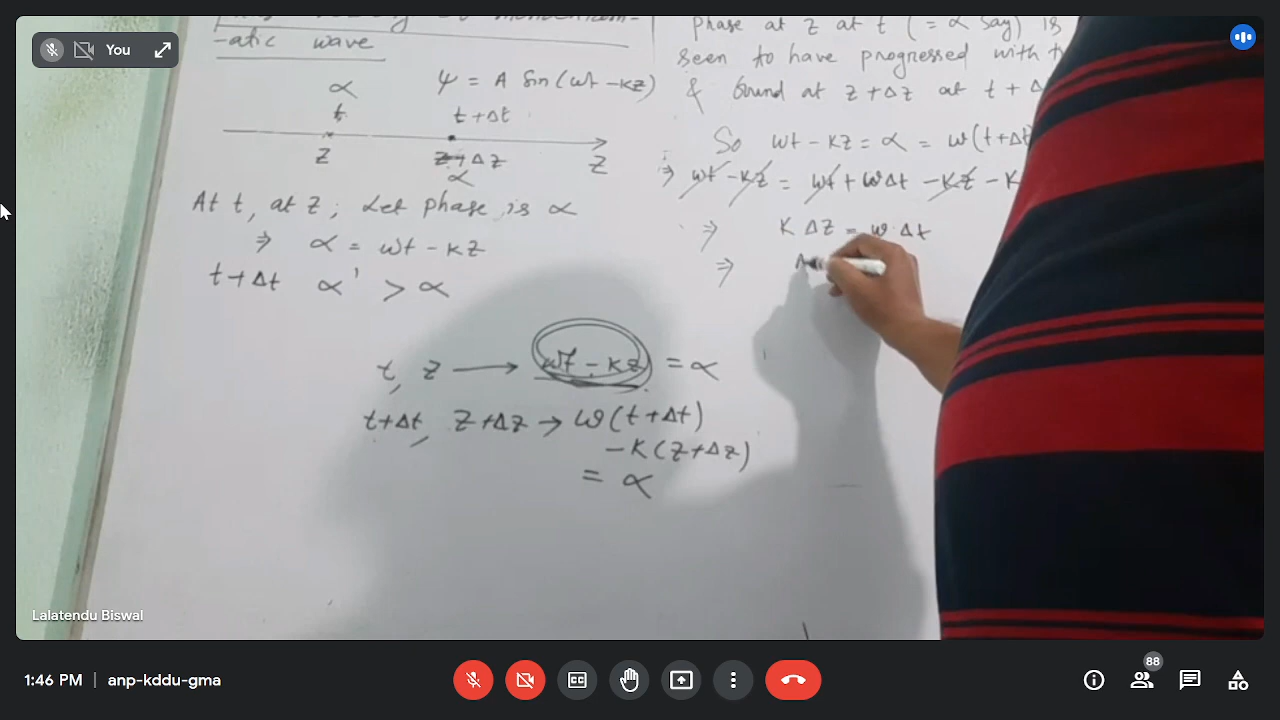 You
-atic wave
α ψ = A Sin(ωt - kz)
t t+Δt
z z+Δz z
α
At t, at z, Let phase is α
⇒ α = ωt - kz
t+Δt α' > α
t, z → ωt - kz = α
t+Δt, z+Δz → ω(t+Δt)
- k(z+Δz)
= α
phase at z at t (= α say) is
seen to have progressed with
& found at z+Δz at t +
So ωt - kz = α = ω(t+Δt)
⇒ ωt - kz = ωt + ωΔt - kz - k
⇒ kΔz = ω.Δt
⇒
Lalatendu Biswal
1:46 PM | anp-kddu-gma
CC
88